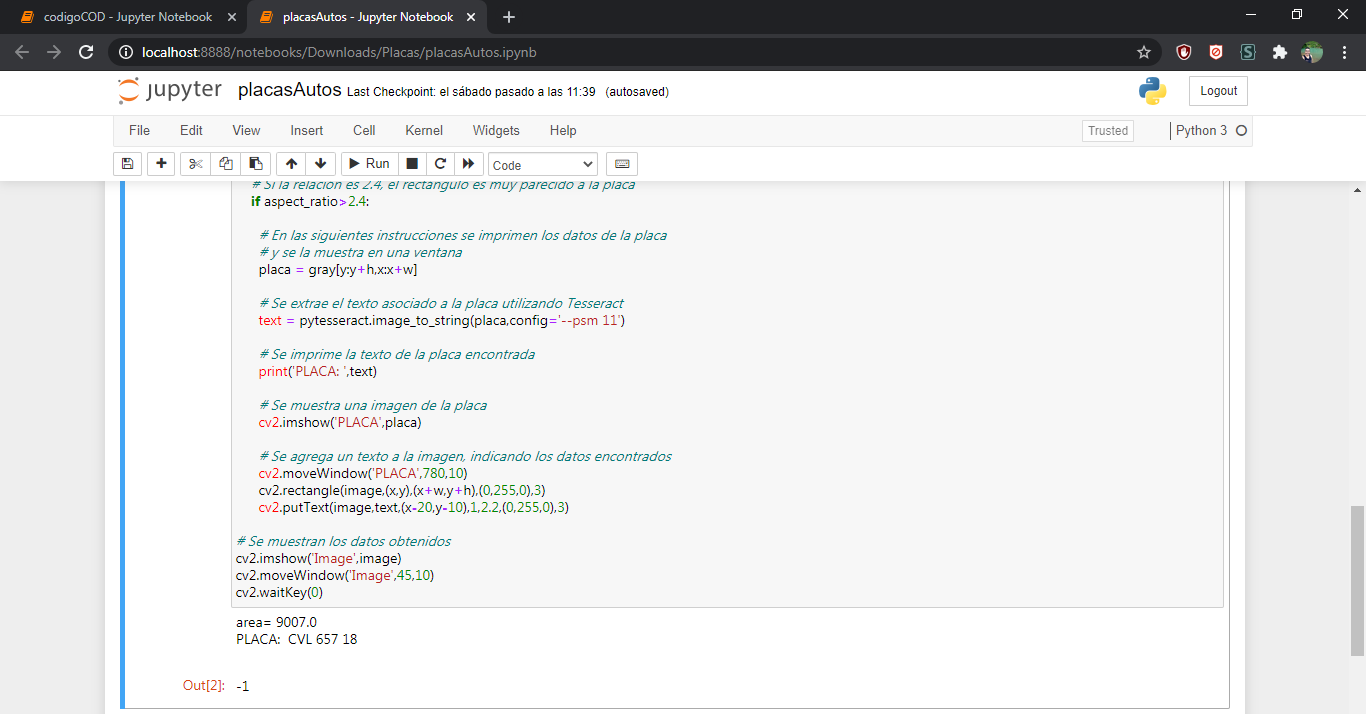 codigoCOD - Jupyter Notebook
placasAutos - Jupyter Notebook
localhost:8888/notebooks/Downloads/Placas/placasAutos.ipynb
jupyter placasAutos Last Checkpoint: el sábado pasado a las 11:39 (autosaved)
Logout
File Edit View Insert Cell Kernel Widgets Help
Trusted
Python 3
Run
Code
# Si la relación es 2.4, el rectángulo es muy parecido a la placa
if aspect_ratio>2.4:
# En las siguientes instrucciones se imprimen los datos de la placa
# y se la muestra en una ventana
placa = gray[y:y+h,x:x+w]
# Se extrae el texto asociado a la placa utilizando Tesseract
text = pytesseract.image_to_string(placa,config='--psm 11')
# Se imprime la texto de la placa encontrada
print('PLACA: ',text)
# Se muestra una imagen de la placa
cv2.imshow('PLACA',placa)
# Se agrega un texto a la imagen, indicando los datos encontrados
cv2.moveWindow('PLACA',780,10)
cv2.rectangle(image,(x,y),(x+w,y+h),(0,255,0),3)
cv2.putText(image,text,(x-20,y-10),1,2.2,(0,255,0),3)
# Se muestran los datos obtenidos
cv2.imshow('Image',image)
cv2.moveWindow('Image',45,10)
cv2.waitKey(0)
area= 9007.0
PLACA: CVL 657 18
Out[2]: -1